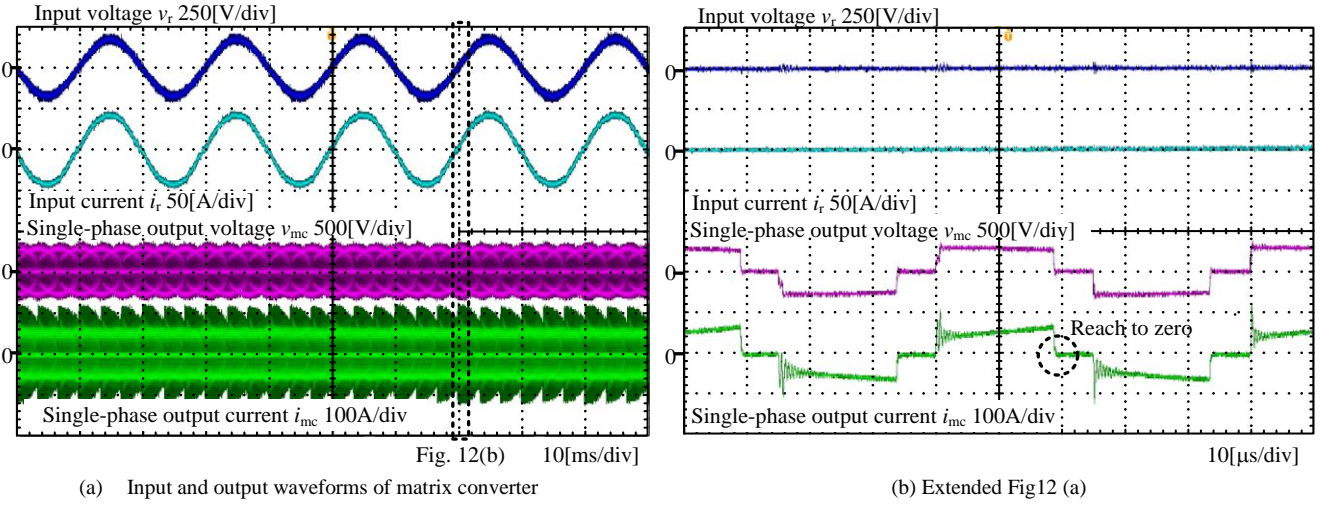 Input voltage vr 250[V/div]
0
0
Input current ir 50[A/div]
Single-phase output voltage vmc 500[V/div]
0
0
Single-phase output current imc 100A/div
Fig. 12(b) 10[ms/div]
(a) Input and output waveforms of matrix converter
Input voltage vr 250[V/div]
0
0
Input current ir 50[A/div]
Single-phase output voltage vmc 500[V/div]
0
Reach to zero
0
Single-phase output current imc 100A/div
10[μs/div]
(b) Extended Fig12 (a)